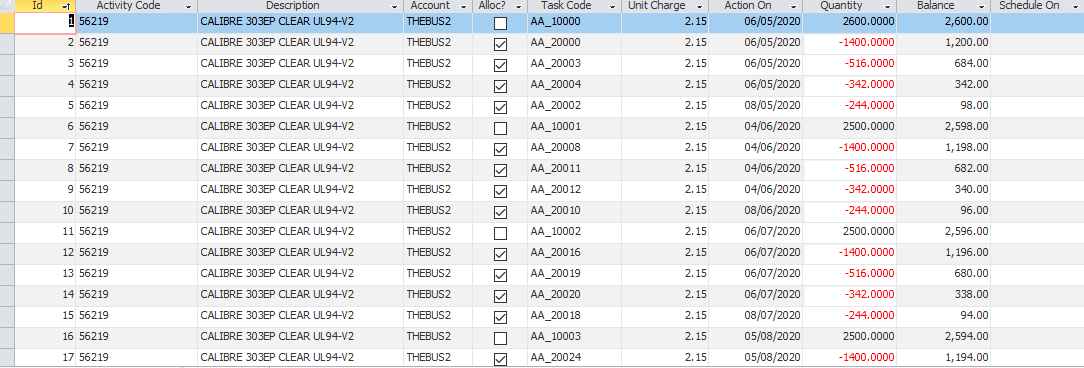 Id Activity Code Description Account Alloc? Task Code Unit Charge Action On Quantity Balance Schedule On
1 56219 CALIBRE 303EP CLEAR UL94-V2 THEBUS2 AA_10000 2.15 06/05/2020 2600.0000 2,600.00
2 56219 CALIBRE 303EP CLEAR UL94-V2 THEBUS2 AA_20000 2.15 06/05/2020 -1400.0000 1,200.00
3 56219 CALIBRE 303EP CLEAR UL94-V2 THEBUS2 AA_20003 2.15 06/05/2020 -516.0000 684.00
4 56219 CALIBRE 303EP CLEAR UL94-V2 THEBUS2 AA_20004 2.15 06/05/2020 -342.0000 342.00
5 56219 CALIBRE 303EP CLEAR UL94-V2 THEBUS2 AA_20002 2.15 08/05/2020 -244.0000 98.00
6 56219 CALIBRE 303EP CLEAR UL94-V2 THEBUS2 AA_10001 2.15 04/06/2020 2500.0000 2,598.00
7 56219 CALIBRE 303EP CLEAR UL94-V2 THEBUS2 AA_20008 2.15 04/06/2020 -1400.0000 1,198.00
8 56219 CALIBRE 303EP CLEAR UL94-V2 THEBUS2 AA_20011 2.15 04/06/2020 -516.0000 682.00
9 56219 CALIBRE 303EP CLEAR UL94-V2 THEBUS2 AA_20012 2.15 04/06/2020 -342.0000 340.00
10 56219 CALIBRE 303EP CLEAR UL94-V2 THEBUS2 AA_20010 2.15 08/06/2020 -244.0000 96.00
11 56219 CALIBRE 303EP CLEAR UL94-V2 THEBUS2 AA_10002 2.15 06/07/2020 2500.0000 2,596.00
12 56219 CALIBRE 303EP CLEAR UL94-V2 THEBUS2 AA_20016 2.15 06/07/2020 -1400.0000 1,196.00
13 56219 CALIBRE 303EP CLEAR UL94-V2 THEBUS2 AA_20019 2.15 06/07/2020 -516.0000 680.00
14 56219 CALIBRE 303EP CLEAR UL94-V2 THEBUS2 AA_20020 2.15 06/07/2020 -342.0000 338.00
15 56219 CALIBRE 303EP CLEAR UL94-V2 THEBUS2 AA_20018 2.15 08/07/2020 -244.0000 94.00
16 56219 CALIBRE 303EP CLEAR UL94-V2 THEBUS2 AA_10003 2.15 05/08/2020 2500.0000 2,594.00
17 56219 CALIBRE 303EP CLEAR UL94-V2 THEBUS2 AA_20024 2.15 05/08/2020 -1400.0000 1,194.00